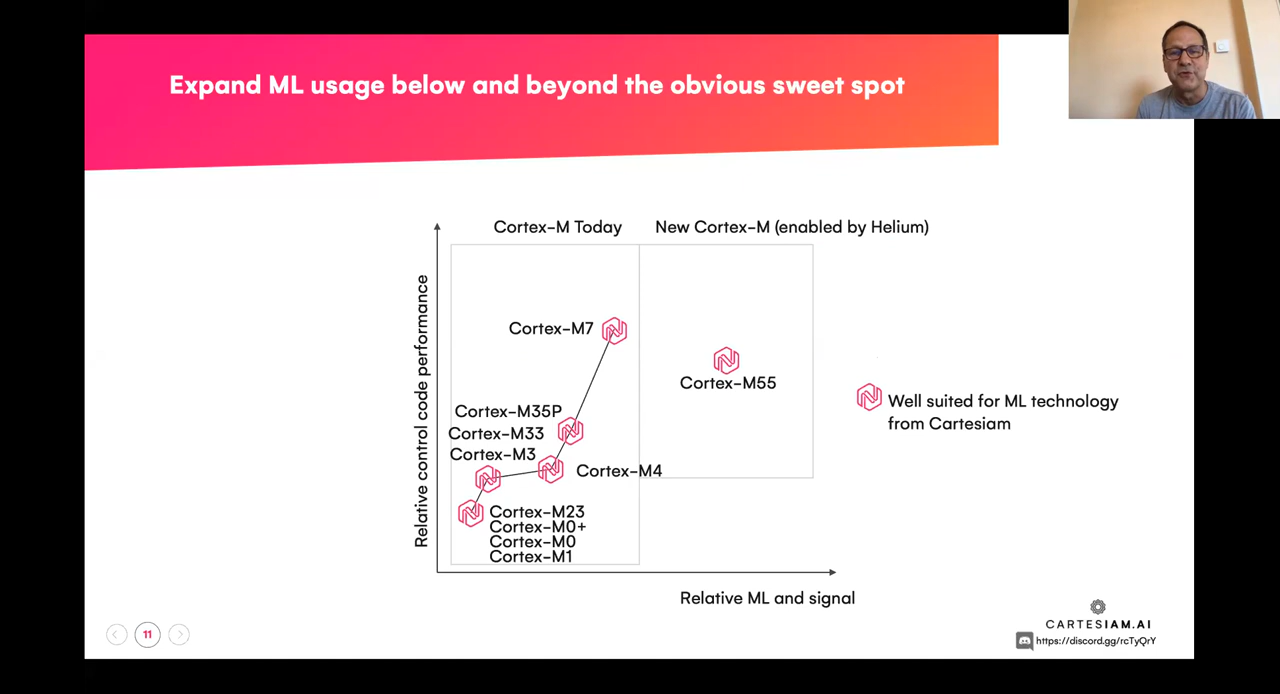 Expand ML usage below and beyond the obvious sweet spot
Cortex-M Today
New Cortex-M (enabled by Helium)
Relative control code performance
Cortex-M7
Cortex-M55
Cortex-M35P
Cortex-M33
Cortex-M3
Cortex-M4
Cortex-M23
Cortex-M0+
Cortex-M0
Cortex-M1
Well suited for ML technology
from Cartesiam
Relative ML and signal
11
CARTESIAM.AI
https://discord.gg/rcTyQrY